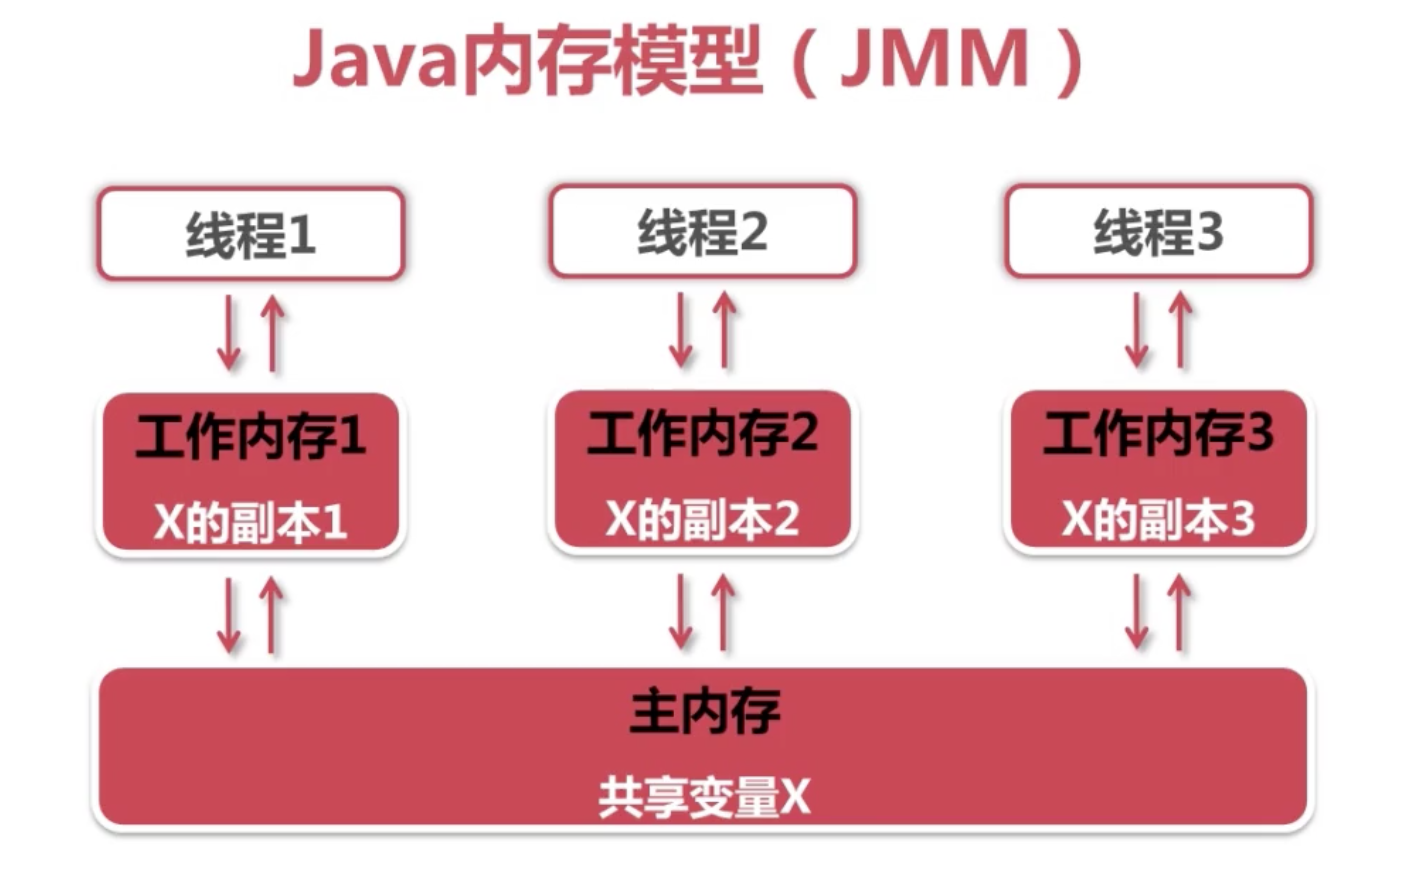 Java内存模型（JMM）
线程1
线程2
线程3
工作内存1
X的副本1
工作内存2
X的副本2
工作内存3
X的副本3
主内存
共享变量X